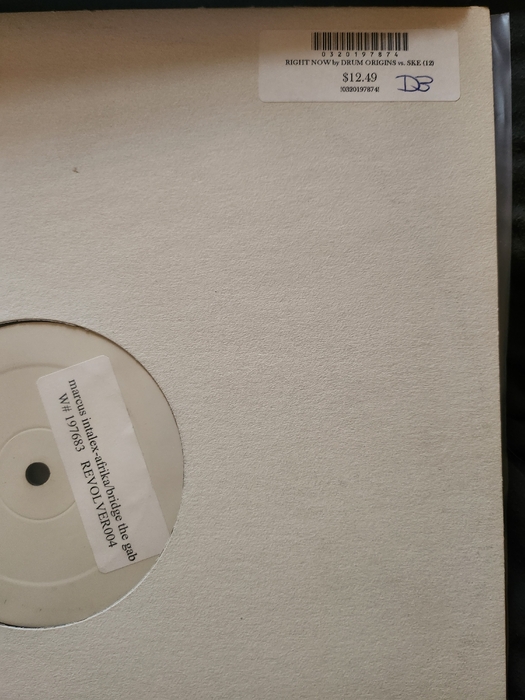 0320197874
RIGHT NOW by DRUM ORIGINS vs. SKE (12)
$12.49
!0320197874!
DB
marcus intalex-afrika/bridge the gab
W# 197683 REVOLVER004